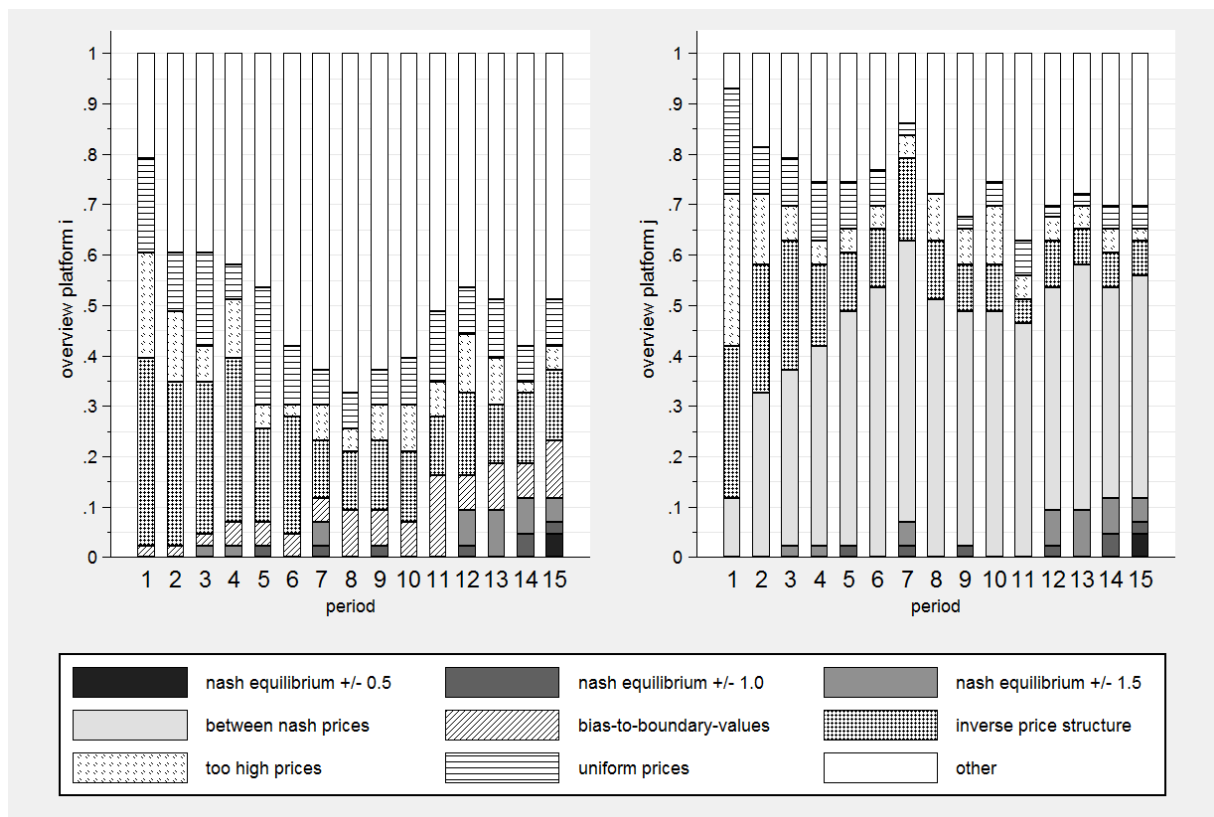 overview platform i
1
.9
.8
.7
.6
.5
.4
.3
.2
.1
0
1 2 3 4 5 6 7 8 9 10 11 12 13 14 15
period
overview platform j
1
.9
.8
.7
.6
.5
.4
.3
.2
.1
0
1 2 3 4 5 6 7 8 9 10 11 12 13 14 15
period
nash equilibrium +/- 0.5
nash equilibrium +/- 1.0
nash equilibrium +/- 1.5
between nash prices
bias-to-boundary-values
inverse price structure
too high prices
uniform prices
other